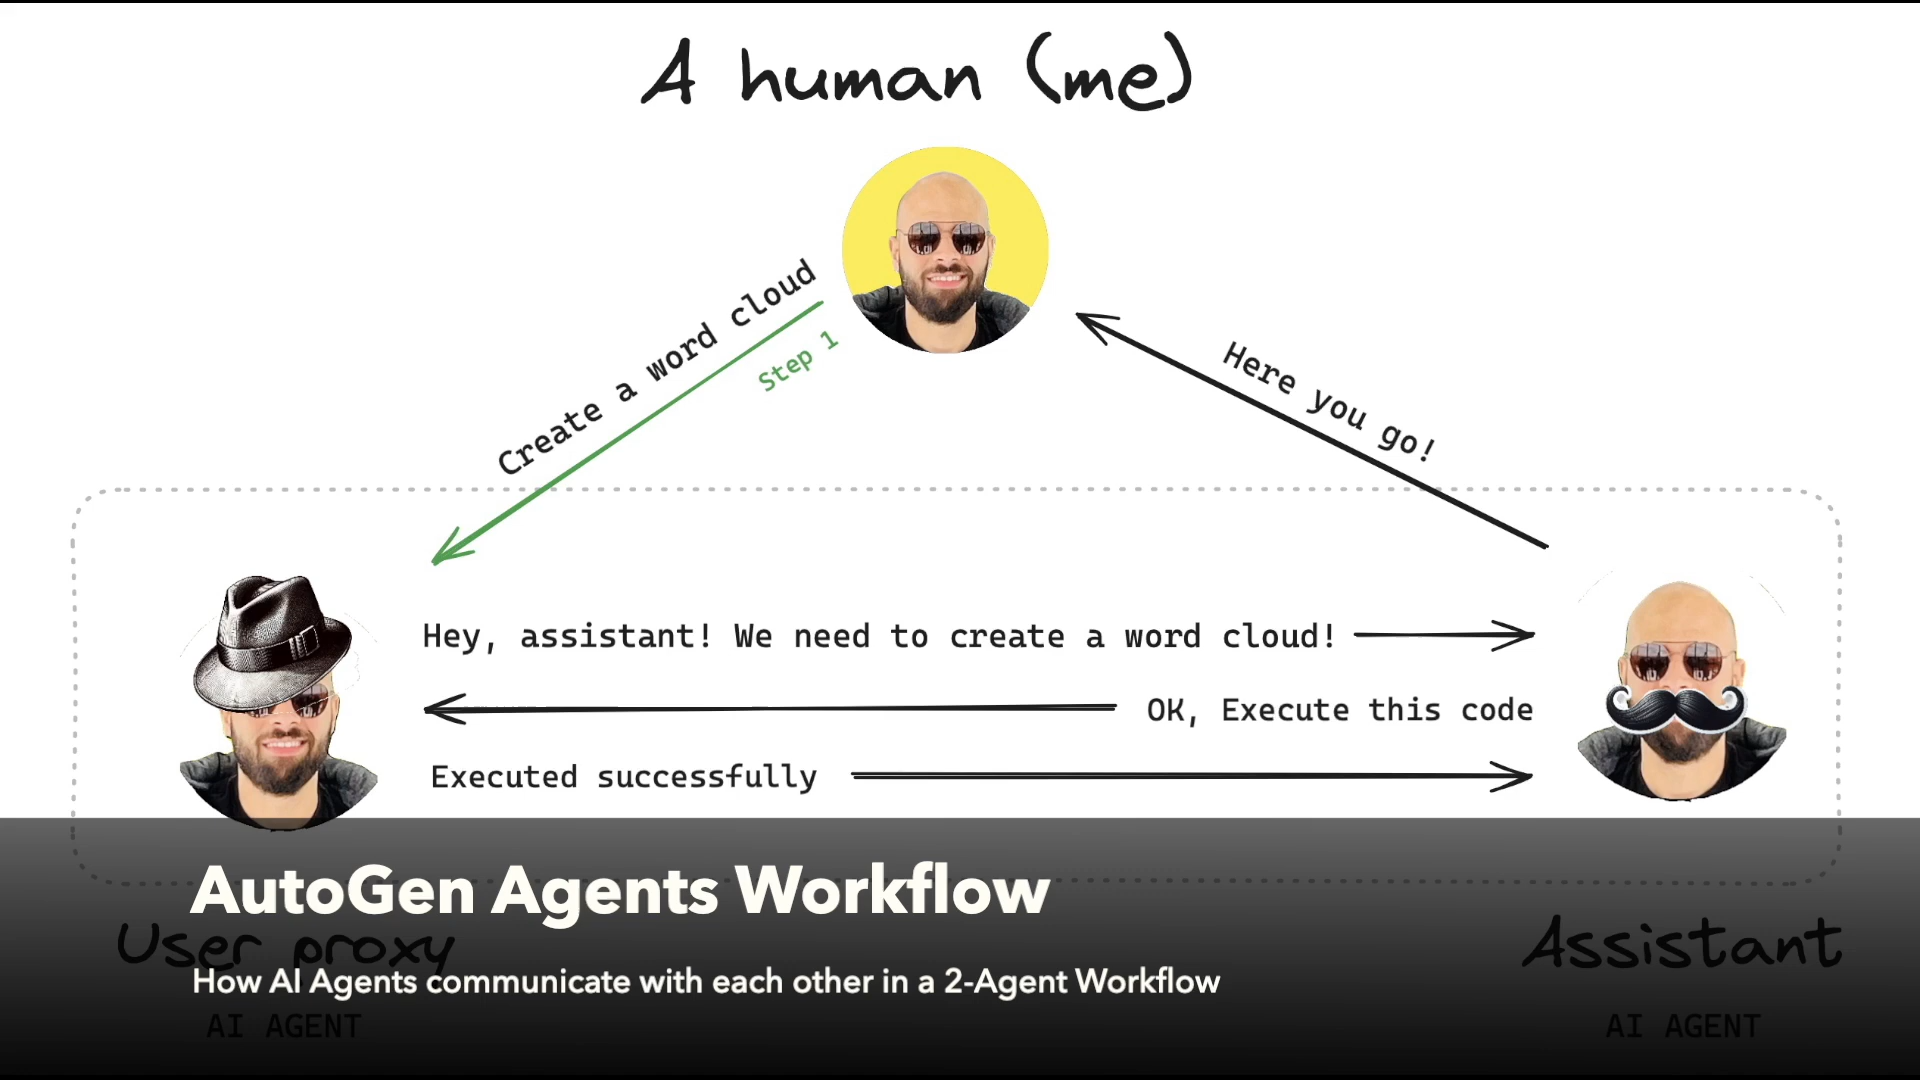 A human (me)
Create a word cloud
Step 1
Here you go!
Hey, assistant! We need to create a word cloud!
OK, Execute this code
Executed successfully
AutoGen Agents Workflow
User proxy
Assistant
How AI Agents communicate with each other in a 2-Agent Workflow
AI AGENT
AI AGENT